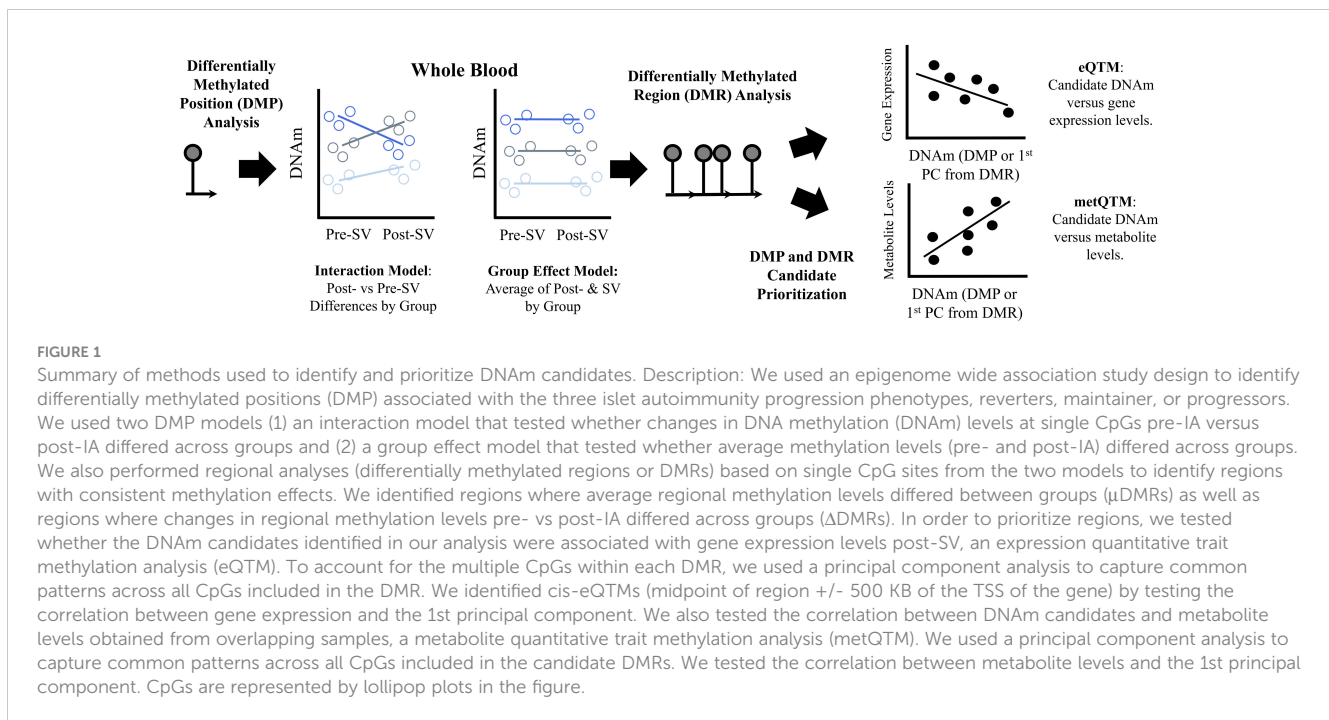 Differentially
Methylated
Position (DMP)
Analysis
Whole Blood
DNAm
Pre-SV Post-SV
Interaction Model:
Post- vs Pre-SV
Differences by Group
DNAm
Pre-SV Post-SV
Group Effect Model:
Average of Post- & SV
by Group
Differentially Methylated
Region (DMR) Analysis
DMP and DMR
Candidate
Prioritization
Gene Expression
DNAm (DMP or 1st
PC from DMR)
eQTM:
Candidate DNAm
versus gene
expression levels.
Metabolite Levels
DNAm (DMP or
1st PC from DMR)
metQTM:
Candidate DNAm
versus metabolite
levels.
FIGURE 1
Summary of methods used to identify and prioritize DNAm candidates. Description: We used an epigenome wide association study design to identify
differentially methylated positions (DMP) associated with the three islet autoimmunity progression phenotypes, reverters, maintainer, or progressors.
We used two DMP models (1) an interaction model that tested whether changes in DNA methylation (DNAm) levels at single CpGs pre-IA versus
post-IA differed across groups and (2) a group effect model that tested whether average methylation levels (pre- and post-IA) differed across groups.
We also performed regional analyses (differentially methylated regions or DMRs) based on single CpG sites from the two models to identify regions
with consistent methylation effects. We identified regions where average regional methylation levels differed between groups (μDMRs) as well as
regions where changes in regional methylation levels pre- vs post-IA differed across groups (ΔDMRs). In order to prioritize regions, we tested
whether the DNAm candidates identified in our analysis were associated with gene expression levels post-SV, an expression quantitative trait
methylation analysis (eQTM). To account for the multiple CpGs within each DMR, we used a principal component analysis to capture common
patterns across all CpGs included in the DMR. We identified cis-eQTMs (midpoint of region +/- 500 KB of the TSS of the gene) by testing the
correlation between gene expression and the 1st principal component. We also tested the correlation between DNAm candidates and metabolite
levels obtained from overlapping samples, a metabolite quantitative trait methylation analysis (metQTM). We used a principal component analysis to
capture common patterns across all CpGs included in the candidate DMRs. We tested the correlation between metabolite levels and the 1st principal
component. CpGs are represented by lollipop plots in the figure.